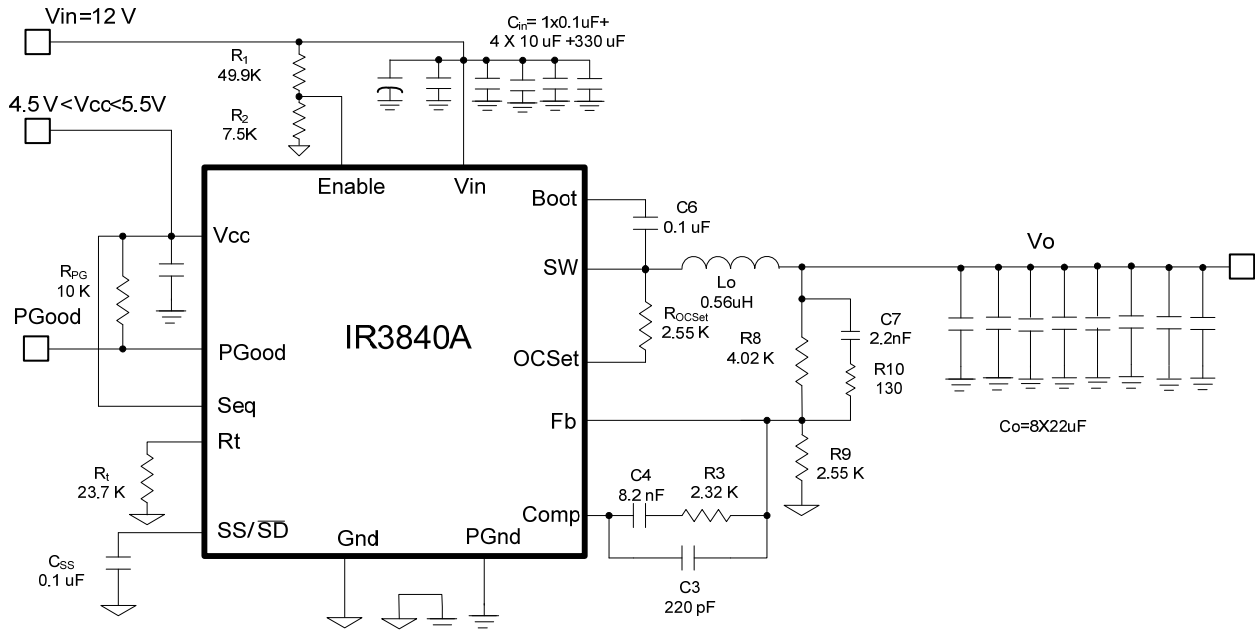 Vin=12 V
Cin= 1x0.1uF+
4 X 10 uF +330 uF
R1
49.9K
4.5 V<Vcc<5.5V
R2
7.5K
Enable
Vin
Boot
C6
0.1 uF
Vcc
Vo
SW
RPG
10 K
Lo
0.56uH
PGood
ROCSet
2.55 K
C7
2.2nF
IR3840A
R8
4.02 K
PGood
OCSet
R10
130
Seq
Fb
Co=8X22uF
Rt
R9
2.55 K
Rt
23.7 K
C4
8.2 nF
R3
2.32 K
Comp
SS/SD
Gnd
PGnd
CSS
0.1 uF
C3
220 pF